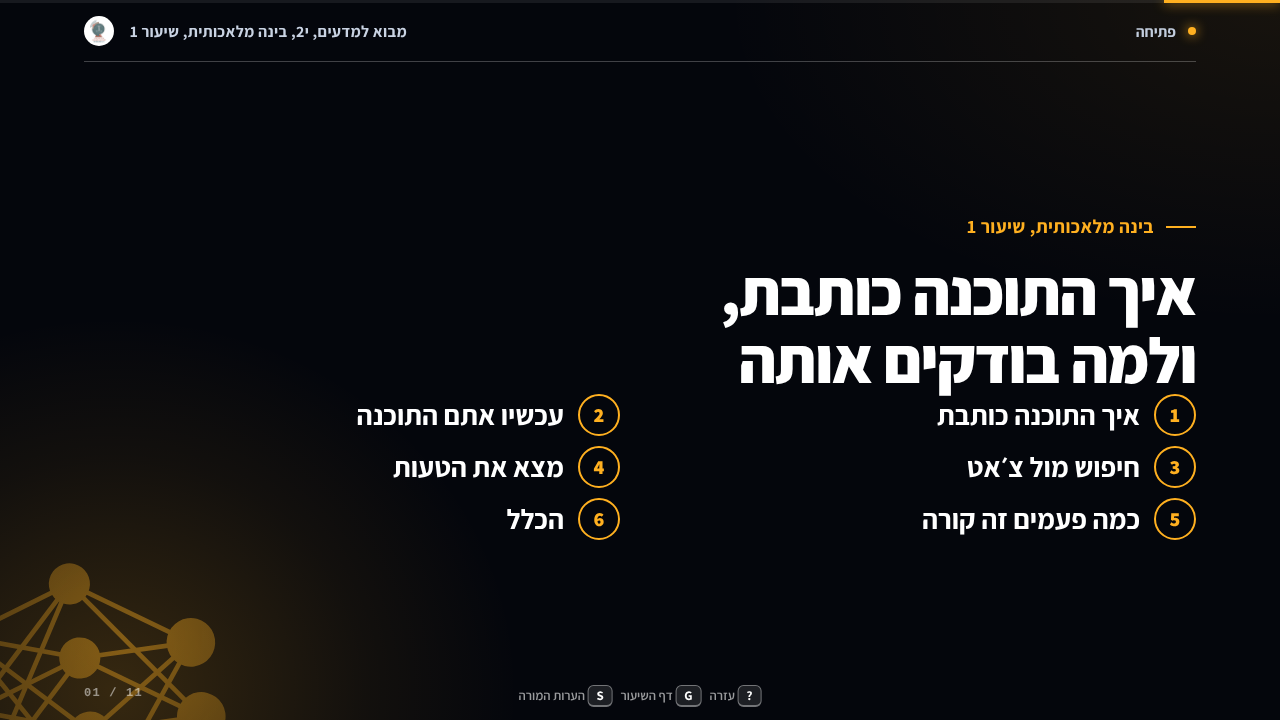 פתיחה
מבוא למדעים, י2, בינה מלאכותית, שיעור 1
בינה מלאכותית, שיעור 1
איך התוכנה כותבת,
ולמה בודקים אותה
1 איך התוכנה כותבת
2 עכשיו אתם התוכנה
3 חיפוש מול צ׳אט
4 מצא את הטעות
5 כמה פעמים זה קורה
6 הכלל
? עזרה G דף השיעור S הערות המורה
01 / 11